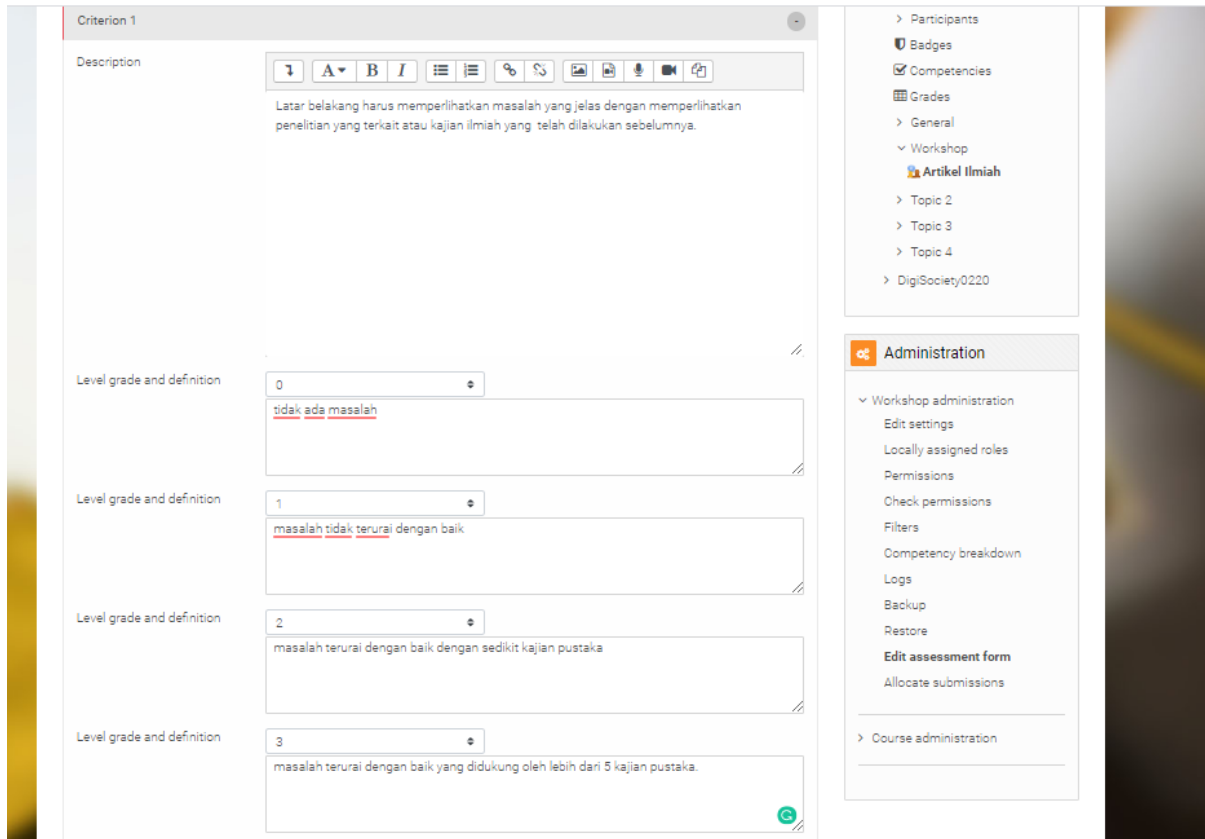 Criterion 1
-
Description
A B I
Latar belakang harus memperlihatkan masalah yang jelas dengan memperlihatkan
penelitian yang terkait atau kajian ilmiah yang telah dilakukan sebelumnya.
Level grade and definition
0
tidak ada masalah
Level grade and definition
1
masalah tidak terurai dengan baik
Level grade and definition
2
masalah terurai dengan baik dengan sedikit kajian pustaka
Level grade and definition
3
masalah terurai dengan baik yang didukung oleh lebih dari 5 kajian pustaka.
Participants
Badges
Competencies
Grades
General
Workshop
Artikel Ilmiah
Topic 2
Topic 3
Topic 4
DigiSociety0220
Administration
Workshop administration
Edit settings
Locally assigned roles
Permissions
Check permissions
Filters
Competency breakdown
Logs
Backup
Restore
Edit assessment form
Allocate submissions
Course administration